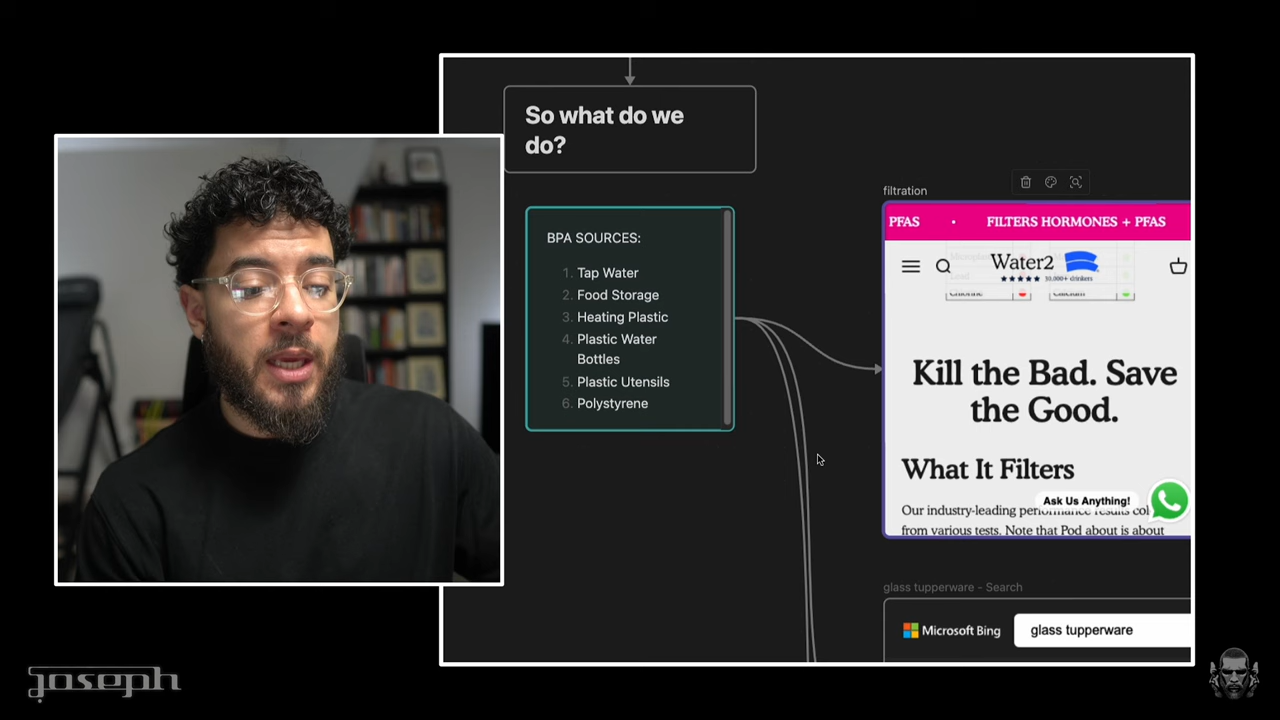 So what do we
do?
BPA SOURCES:
1. Tap Water
2. Food Storage
3. Heating Plastic
4. Plastic Water
Bottles
5. Plastic Utensils
6. Polystyrene
filtration
PFAS • FILTERS HORMONES + PFAS
Water2
★★★★★ 30,000+ drinkers
Kill the Bad. Save
the Good.
What It Filters
Ask Us Anything!
Our industry-leading performance results
from various tests. Note that Pod about is about
glass tupperware - Search
Microsoft Bing
glass tupperware
joseph